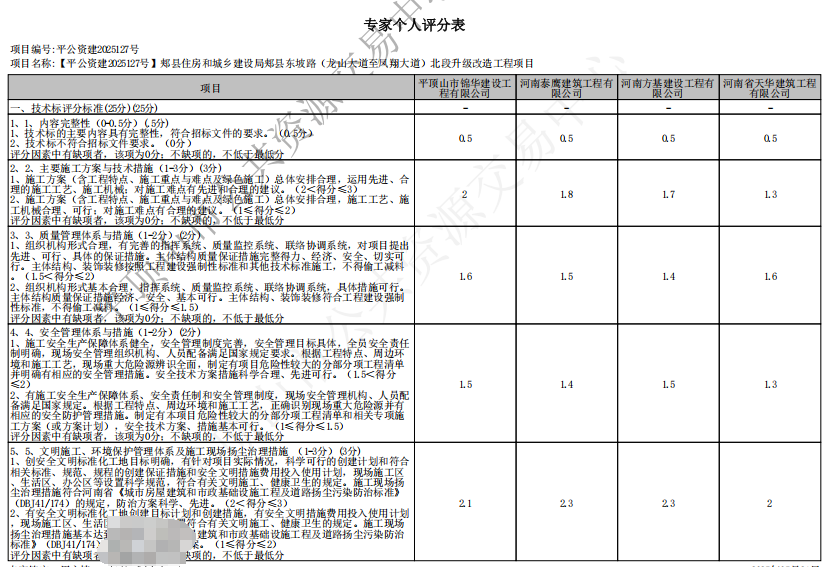 专家个人评分表
项目编号:平公资建2025127号
项目名称:【平公资建2025127号】郏县住房和城乡建设局郏县东坡路（龙山大道至凤翔大道）北段升级改造工程项目
项目 平顶山市锦华建设工程有限公司 河南泰鹰建筑工程有限公司 河南方基建设工程有限公司 河南省天华建筑工程有限公司
一、技术标评分标准(25分)(25分) - - - -
1、1、内容完整性（0-0.5分）(.5分)
1、技术标的主要内容具有完整性，符合招标文件的要求。（0.5分）
2、技术标不符合招标文件要求。（0分）
评分因素中有缺项者，该项为0分；不缺项的，不低于最低分
0.5 0.5 0.5 0.5
2、2、主要施工方案与技术措施（1-3分）(3分)
1、施工方案（含工程特点、施工重点与难点及绿色施工）总体安排合理，运用先进、合
理的施工工艺、施工机械；对施工难点有先进和合理的建议。（2＜得分≤3）
2、施工方案（含工程特点、施工重点与难点及绿色施工）总体安排合理，施工工艺、施
工机械合理、可行；对施工难点有合理的建议。（1≤得分≤2）
评分因素中有缺项者，该项为0分；不缺项的，不低于最低分
2 1.8 1.7 1.3
3、3、质量管理体系与措施（1-2分）(2分)
1、组织机构形式合理，有完善的指挥系统、质量监控系统、联络协调系统，对项目提出
先进、可行、具体的保证措施。主体结构质量保证措施完整得力、经济、安全、切实可
行。主体结构、装饰装修按照工程建设强制性标准和其他技术标准施工，不得偷工减料
。（1.5＜得分≤2）
2、组织机构形式基本合理，指挥系统、质量监控系统、联络协调系统，具体措施可行。
主体结构质量保证措施经济、安全、基本可行。主体结构、装饰装修符合工程建设强制
性标准，不得偷工减料。（1≤得分≤1.5）
评分因素中有缺项者，该项为0分；不缺项的，不低于最低分
1.6 1.5 1.4 1.6
4、4、安全管理体系与措施（1-2分）(2分)
1、施工安全生产保障体系健全，安全管理制度完善，安全管理目标具体，全员安全责任
制明确，现场安全管理组织机构、人员配备满足国家规定要求。根据工程特点、周边环
境和施工工艺，现场重大危险源辨识全面，制定有项目危险性较大的分部分项工程清单
并明确有相应的安全管理措施。安全技术方案措施科学合理、先进可行。（1.5＜得分
≤2）
2、有施工安全生产保障体系、安全责任制和安全管理制度，现场安全管理机构、人员配
备满足国家规定。根据工程特点、周边环境和施工工艺，正确识别现场重大危险源并有
相应的安全防护管理措施。制定有本项目危险性较大的分部分项工程清单和相关专项施
工方案（或方案计划），安全技术方案、措施基本可行。（1≤得分≤1.5）
评分因素中有缺项者，该项为0分；不缺项的，不低于最低分
1.5 1.4 1.5 1.3
5、5、文明施工、环境保护管理体系及施工现场扬尘治理措施 （1-3分）(3分)
1、创安全文明标准化工地目标明确，有针对项目实际情况，科学可行的创建计划和符合
相关标准、规范、规程的创建保证措施和安全文明措施费用投入使用计划，现场施工区
、生活区、办公区等设置科学规范，符合有关文明施工、健康卫生的规定。施工现场扬
尘治理措施符合河南省《城市房屋建筑和市政基础设施工程及道路扬尘污染防治标准》
（DBJ41/174）的规定，防治方案科学、先进。（2＜得分≤3）
2、有安全文明标准化工地创建目标计划和创建措施，有安全文明措施费用投入使用计划
，现场施工区、生活区 符合有关文明施工、健康卫生的规定。施工现场
扬尘治理措施基本达到 建筑和市政基础设施工程及道路扬尘污染防治
标准》（DBJ41/174 。（1≤得分≤2）
评分因素中有缺项者 缺项的，不低于最低分
2.1 2.3 2.3 2